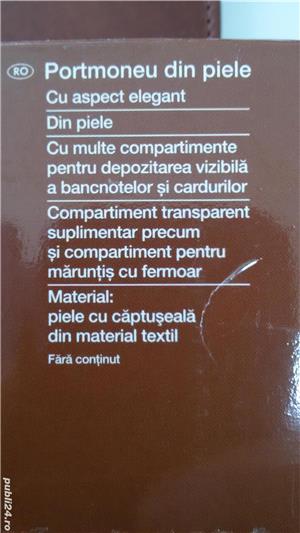 RO Portmoneu din piele
Cu aspect elegant
Din piele
Cu multe compartimente
pentru depozitarea vizibilă
a bancnotelor și cardurilor
Compartiment transparent
suplimentar precum
și compartiment pentru
mărunțiș cu fermoar
Material:
piele cu căptușeală
din material textil
Fără conținut
publi24.ro